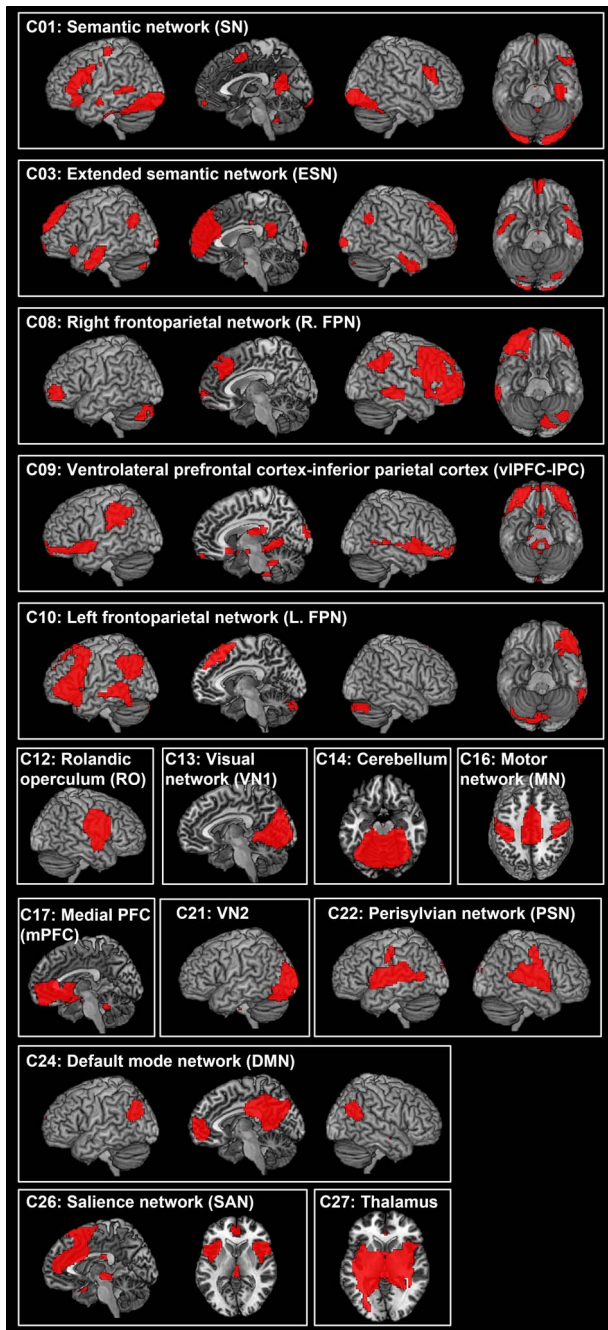 C01: Semantic network (SN)
C03: Extended semantic network (ESN)
C08: Right frontoparietal network (R. FPN)
C09: Ventrolateral prefrontal cortex-inferior parietal cortex (vlPFC-IPC)
C10: Left frontoparietal network (L. FPN)
C12: Rolandic
operculum (RO)
C13: Visual
network (VN1)
C14: Cerebellum
C16: Motor
network (MN)
C17: Medial PFC
(mPFC)
C21: VN2
C22: Perisylvian network (PSN)
C24: Default mode network (DMN)
C26: Salience network (SAN)
C27: Thalamus